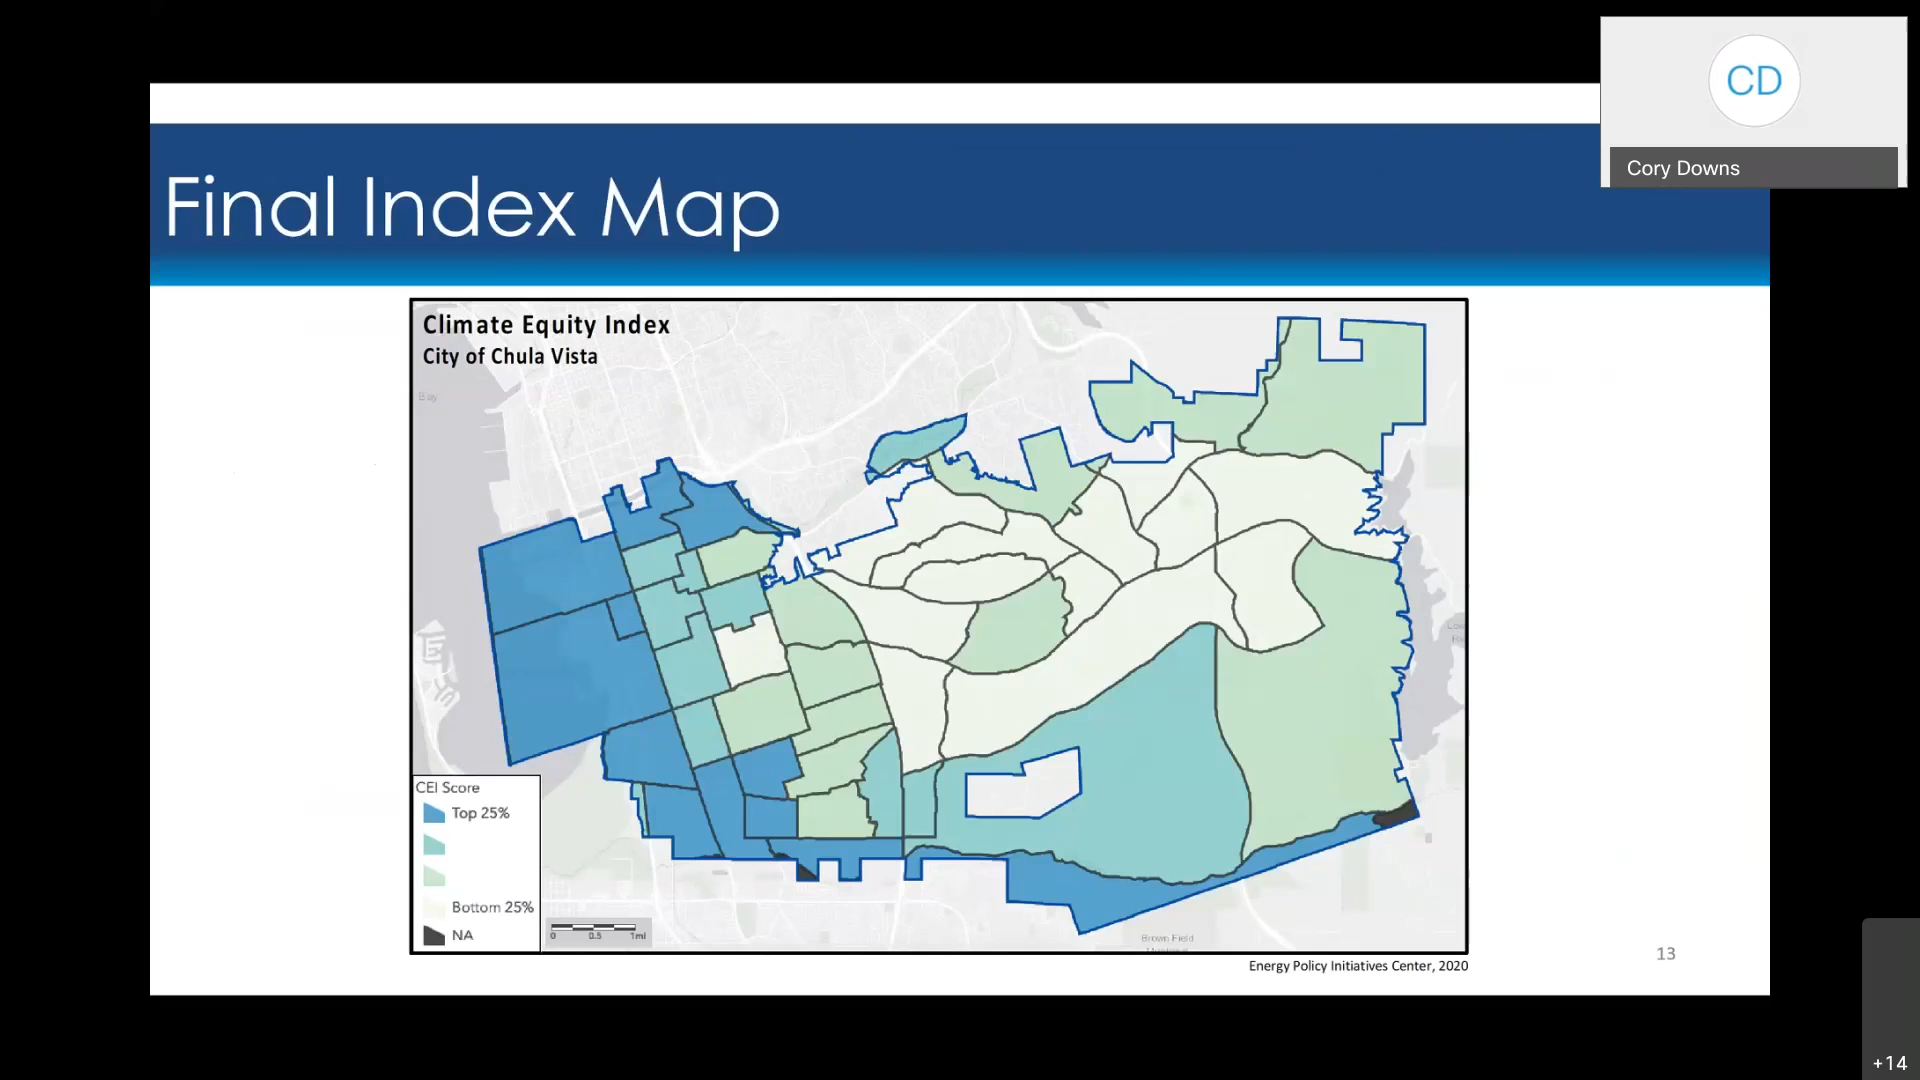 CD
Cory Downs
Final Index Map
Climate Equity Index
City of Chula Vista
Bay
CEI Score
Top 25%
Bottom 25%
NA
0 0.5 1mi
Brown Field
Energy Policy Initiatives Center, 2020
13
+14